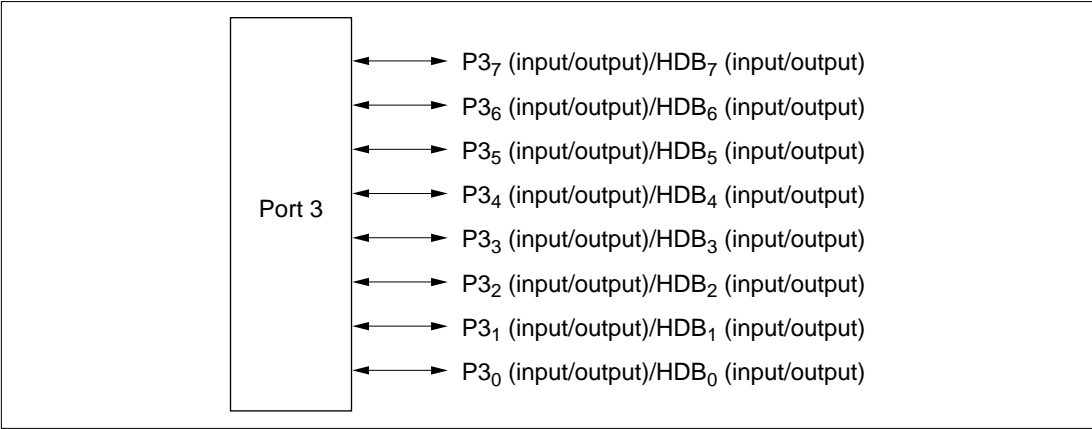 P3₇ (input/output)/HDB₇ (input/output)
P3₆ (input/output)/HDB₆ (input/output)
P3₅ (input/output)/HDB₅ (input/output)
P3₄ (input/output)/HDB₄ (input/output)
Port 3
P3₃ (input/output)/HDB₃ (input/output)
P3₂ (input/output)/HDB₂ (input/output)
P3₁ (input/output)/HDB₁ (input/output)
P3₀ (input/output)/HDB₀ (input/output)